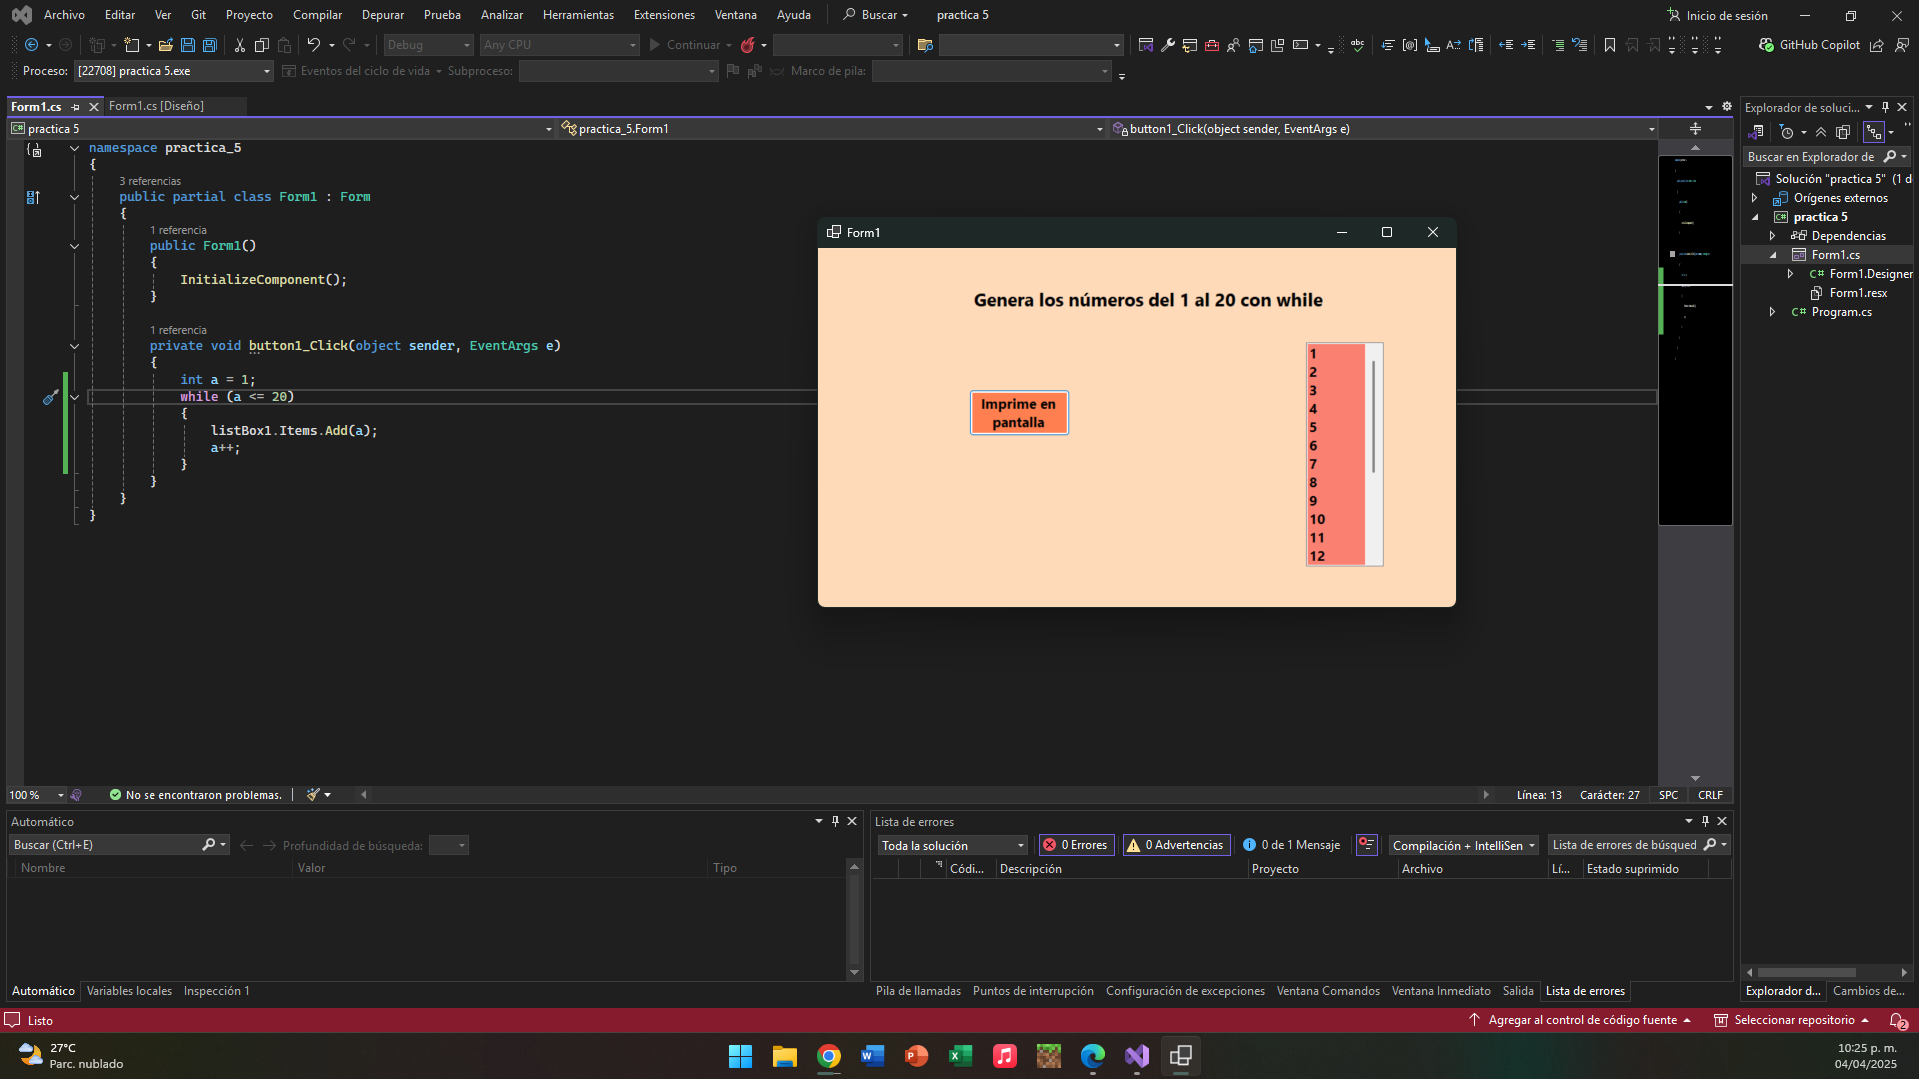 Archivo Editar Ver Git Proyecto Compilar Depurar Prueba Analizar Herramientas Extensiones Ventana Ayuda Buscar practica 5 Inicio de sesión
Debug Any CPU Continuar GitHub Copilot
Proceso: [22708] practica 5.exe Eventos del ciclo de vida Subproceso: Marco de pila:
Form1.cs Form1.cs [Diseño]
practica 5 practica_5.Form1 button1_Click(object sender, EventArgs e)
namespace practica_5
{
3 referencias
public partial class Form1 : Form
{
1 referencia
public Form1()
{
InitializeComponent();
}
1 referencia
private void button1_Click(object sender, EventArgs e)
{
int a = 1;
while (a <= 20)
{
listBox1.Items.Add(a);
a++;
}
}
}
}
Form1
Genera los números del 1 al 20 con while
Imprime en
pantalla
1
2
3
4
5
6
7
8
9
10
11
12
Explorador de soluci...
Buscar en Explorador de
Solución "practica 5" (1 d
Orígenes externos
practica 5
Dependencias
Form1.cs
Form1.Designer
Form1.resx
Program.cs
100 % No se encontraron problemas. Línea: 13 Carácter: 27 SPC CRLF
Automático
Buscar (Ctrl+E) Profundidad de búsqueda:
Nombre Valor Tipo
Automático Variables locales Inspección 1
Lista de errores
Toda la solución 0 Errores 0 Advertencias 0 de 1 Mensaje Compilación + IntelliSen Lista de errores de búsqued
Códi... Descripción Proyecto Archivo Lí... Estado suprimido
Pila de llamadas Puntos de interrupción Configuración de excepciones Ventana Comandos Ventana Inmediato Salida Lista de errores
Explorador d... Cambios de...
Listo Agregar al control de código fuente Seleccionar repositorio 2
27°C
Parc. nublado
10:25 p. m.
04/04/2025